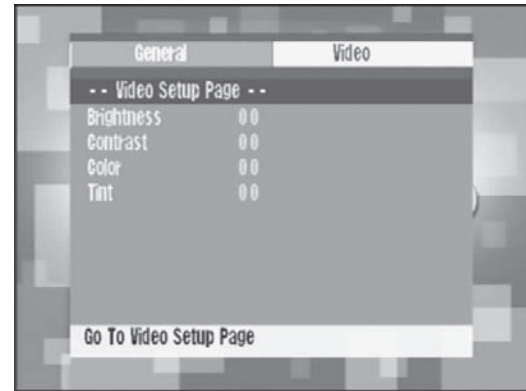 General Video
-- Video Setup Page --
Brightness 00
Contrast 00
Color 00
Tint 00
Go To Video Setup Page